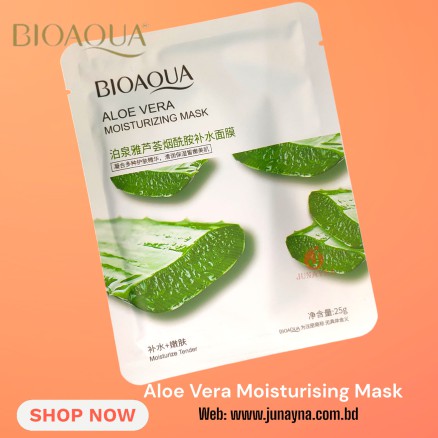 BIOAQUA
BIOAQUA
ALOE VERA
MOISTURIZING MASK
泊泉雅芦荟烟酰胺补水面膜
净含量:25g
补水+嫩肤
Moisturize Tender
Aloe Vera Moisturising Mask
SHOP NOW
Web: www.junayna.com.bd